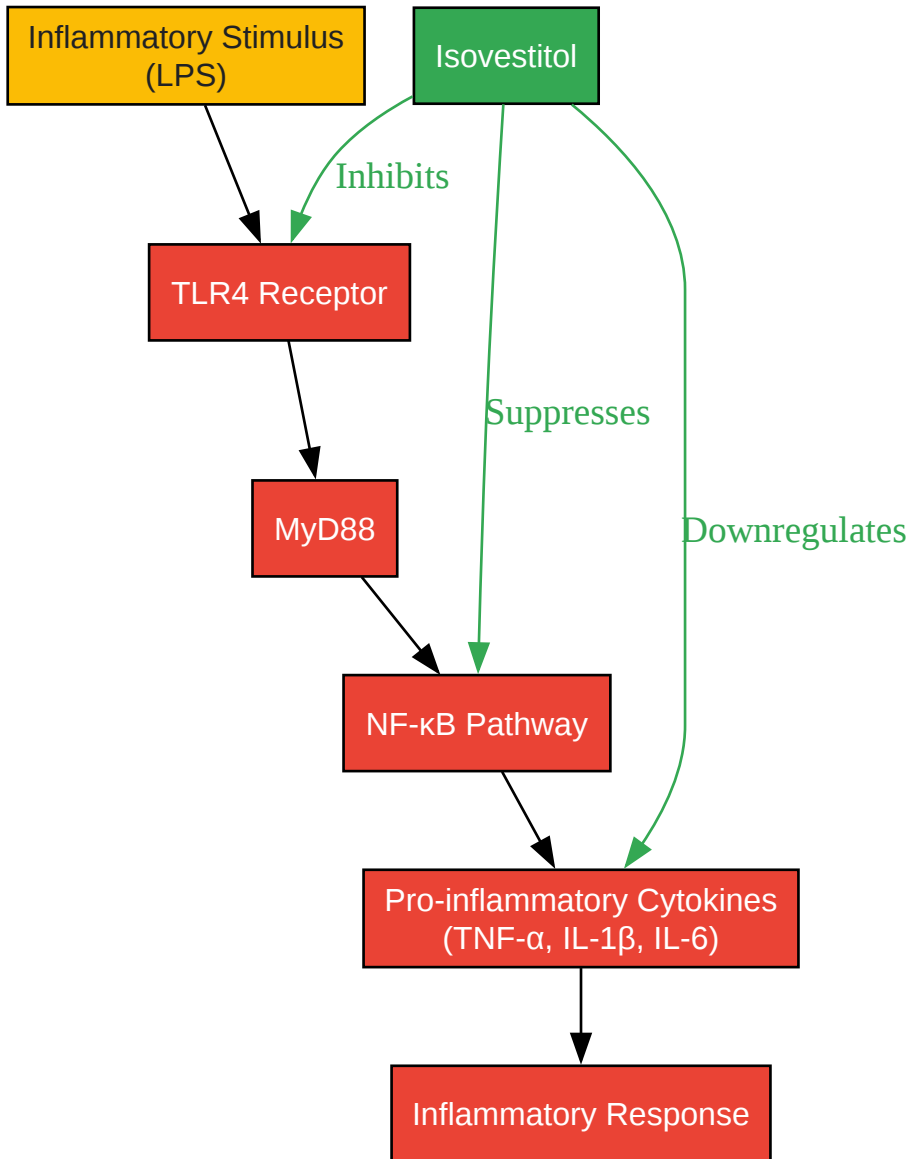 Inflammatory Stimulus
(LPS)
Isovestitol
Inhibits
TLR4 Receptor
Suppresses
MyD88
Downregulates
NF-κB Pathway
Pro-inflammatory Cytokines
(TNF-α, IL-1β, IL-6)
Inflammatory Response